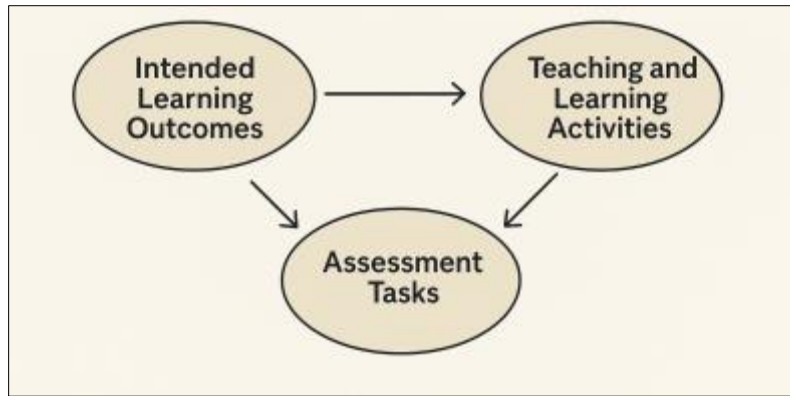 Intended
Learning
Outcomes
Teaching and
Learning
Activities
Assessment
Tasks